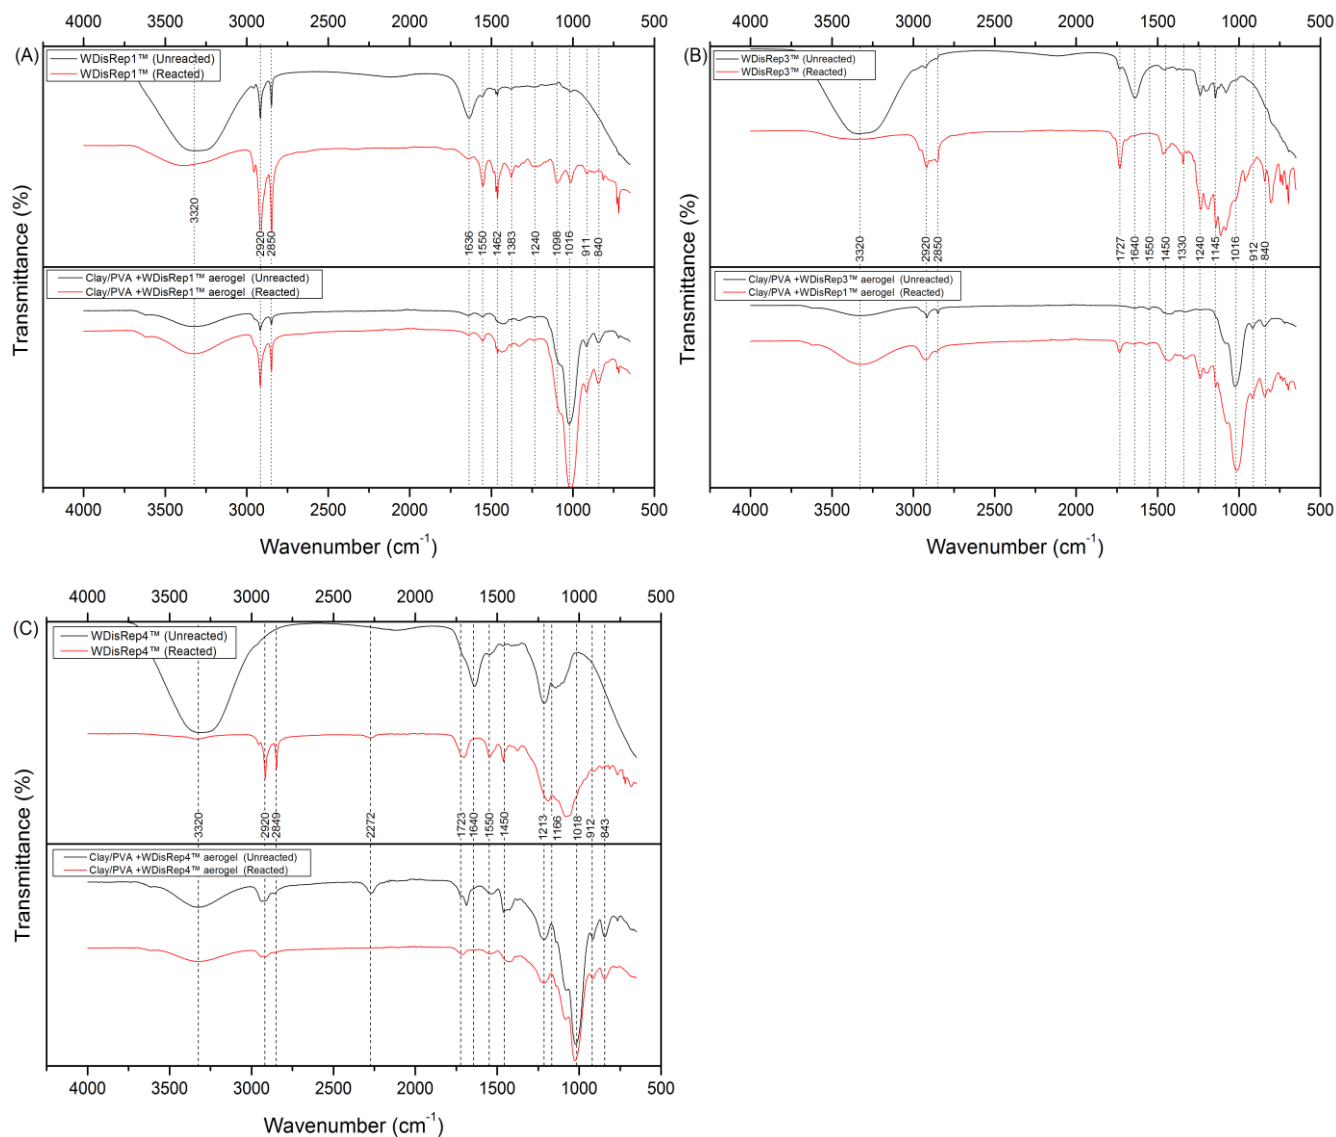 4000 3500 3000 2500 2000 1500 1000 500
(A)
WDisRep1™ (Unreacted)
WDisRep1™ (Reacted)
Transmittance (%)
3320
2920
2850
1636
1550
1462
1383
1240
1098
1016
911
840
Clay/PVA +WDisRep1™ aerogel (Unreacted)
Clay/PVA +WDisRep1™ aerogel (Reacted)
4000 3500 3000 2500 2000 1500 1000 500
Wavenumber (cm⁻¹)
4000 3500 3000 2500 2000 1500 1000 500
(B)
WDisRep3™ (Unreacted)
WDisRep3™ (Reacted)
Transmittance (%)
3320
2920
2850
1727
1640
1550
1450
1330
1240
1145
1016
912
840
Clay/PVA +WDisRep3™ aerogel (Unreacted)
Clay/PVA +WDisRep1™ aerogel (Reacted)
4000 3500 3000 2500 2000 1500 1000 500
Wavenumber (cm⁻¹)
4000 3500 3000 2500 2000 1500 1000 500
(C)
WDisRep4™ (Unreacted)
WDisRep4™ (Reacted)
Transmittance (%)
3320
2920
2849
2272
1723
1640
1550
1450
1213
1166
1018
912
843
Clay/PVA +WDisRep4™ aerogel (Unreacted)
Clay/PVA +WDisRep4™ aerogel (Reacted)
4000 3500 3000 2500 2000 1500 1000 500
Wavenumber (cm⁻¹)